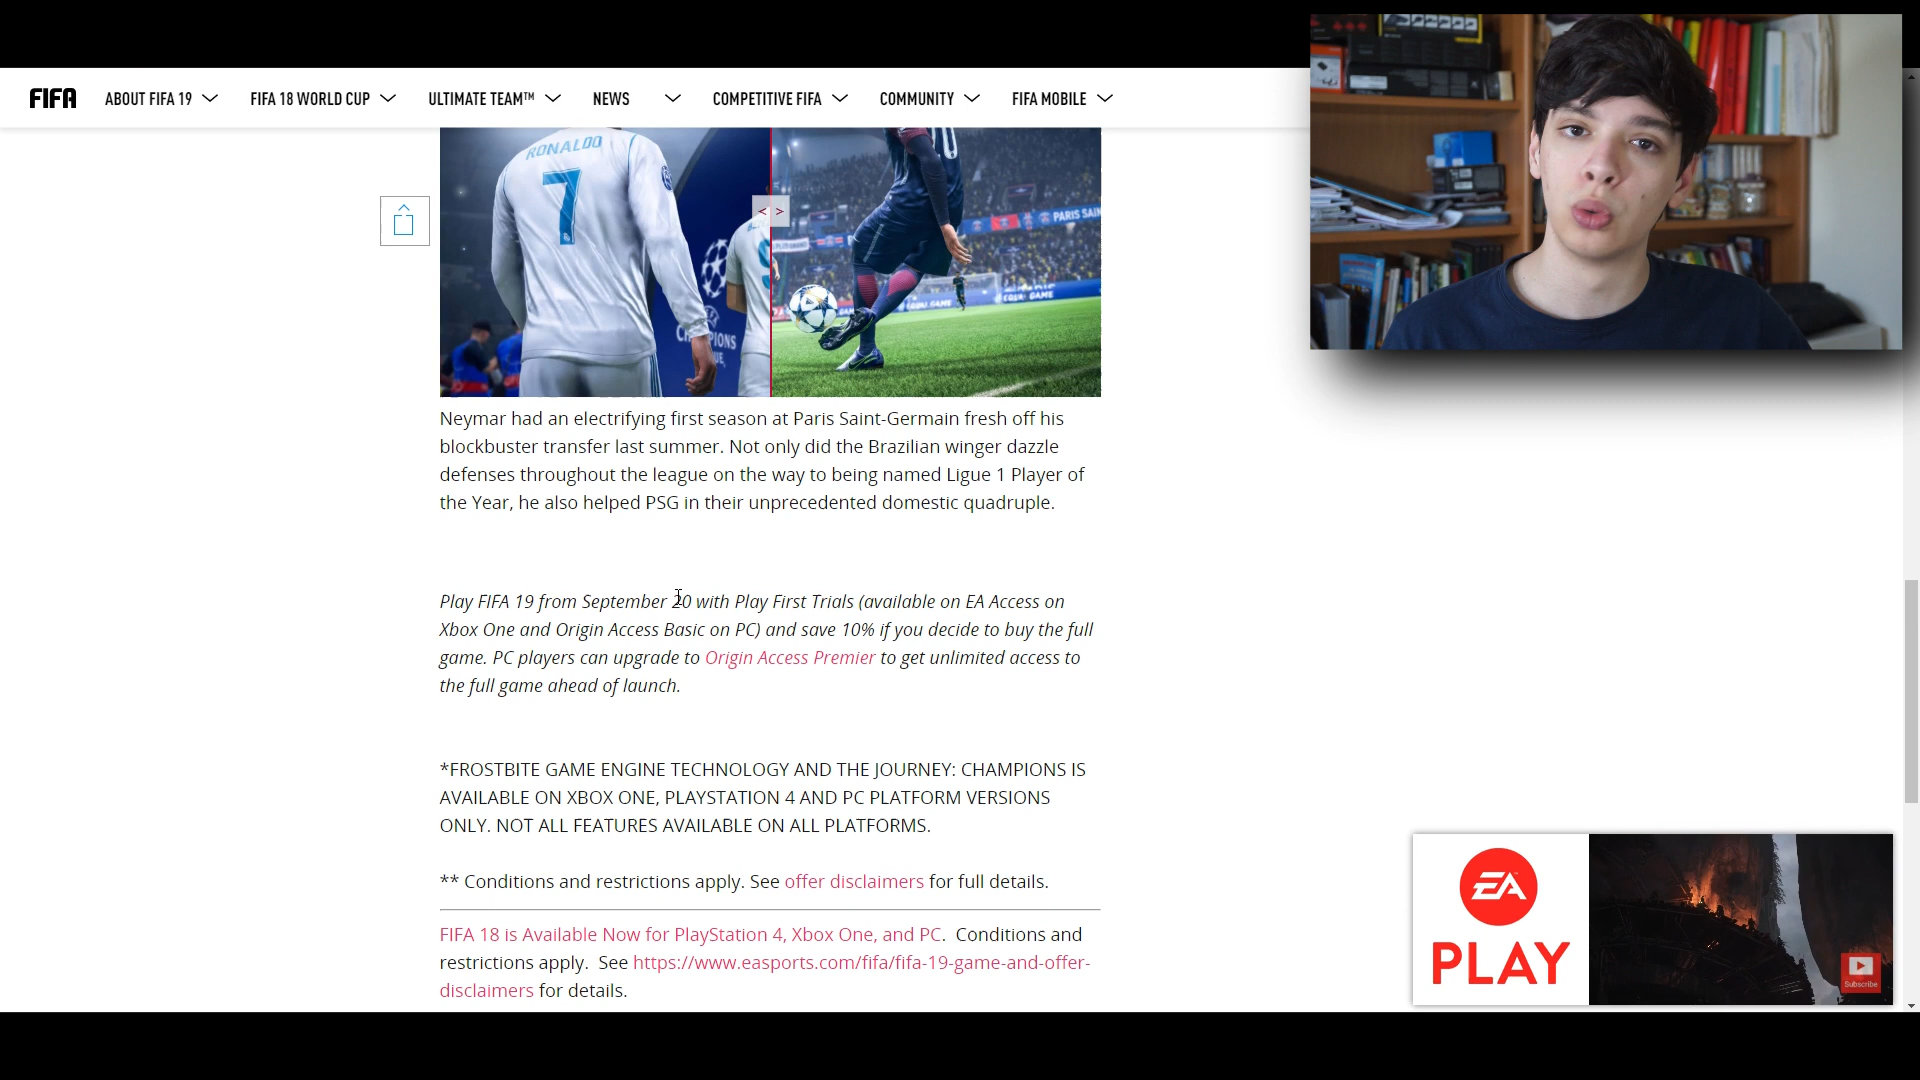 FIFA ABOUT FIFA 19 FIFA 18 WORLD CUP ULTIMATE TEAM™ NEWS COMPETITIVE FIFA COMMUNITY FIFA MOBILE
RONALDO
7
10
PARIS SAIN
< >
EQUAL GAME
Neymar had an electrifying first season at Paris Saint-Germain fresh off his
blockbuster transfer last summer. Not only did the Brazilian winger dazzle
defenses throughout the league on the way to being named Ligue 1 Player of
the Year, he also helped PSG in their unprecedented domestic quadruple.
Play FIFA 19 from September 20 with Play First Trials (available on EA Access on
Xbox One and Origin Access Basic on PC) and save 10% if you decide to buy the full
game. PC players can upgrade to Origin Access Premier to get unlimited access to
the full game ahead of launch.
*FROSTBITE GAME ENGINE TECHNOLOGY AND THE JOURNEY: CHAMPIONS IS
AVAILABLE ON XBOX ONE, PLAYSTATION 4 AND PC PLATFORM VERSIONS
ONLY. NOT ALL FEATURES AVAILABLE ON ALL PLATFORMS.
** Conditions and restrictions apply. See offer disclaimers for full details.
FIFA 18 is Available Now for PlayStation 4, Xbox One, and PC. Conditions and
restrictions apply. See https://www.easports.com/fifa/fifa-19-game-and-offer-
disclaimers for details.
EA
PLAY
Subscribe